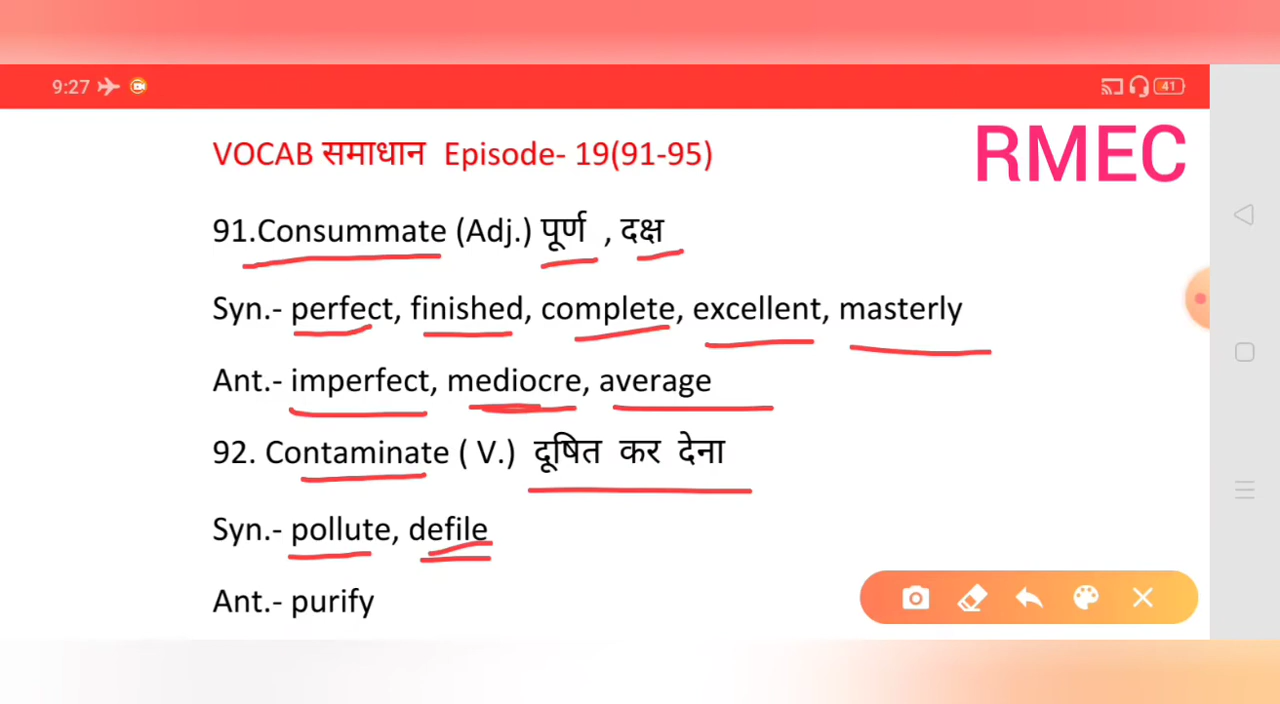 9:27
41
RMEC
VOCAB समाधान Episode- 19(91-95)
91.Consummate (Adj.) पूर्ण , दक्ष
Syn.- perfect, finished, complete, excellent, masterly
Ant.- imperfect, mediocre, average
92. Contaminate ( V.) दूषित कर देना
Syn.- pollute, defile
Ant.- purify